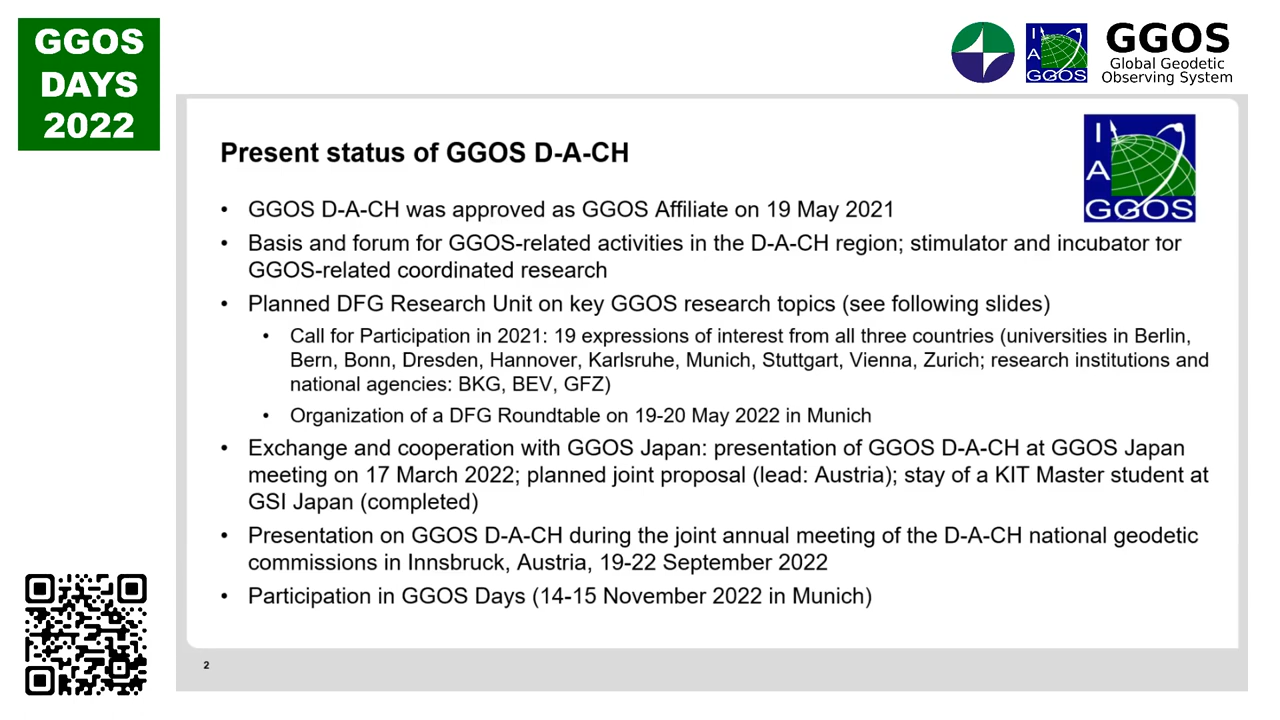 GGOS
DAYS
2022
GGOS
Global Geodetic
Observing System
I
A
GGOS
Present status of GGOS D-A-CH
I
A
GGOS
• GGOS D-A-CH was approved as GGOS Affiliate on 19 May 2021
• Basis and forum for GGOS-related activities in the D-A-CH region; stimulator and incubator for
GGOS-related coordinated research
• Planned DFG Research Unit on key GGOS research topics (see following slides)
• Call for Participation in 2021: 19 expressions of interest from all three countries (universities in Berlin,
Bern, Bonn, Dresden, Hannover, Karlsruhe, Munich, Stuttgart, Vienna, Zurich; research institutions and
national agencies: BKG, BEV, GFZ)
• Organization of a DFG Roundtable on 19-20 May 2022 in Munich
• Exchange and cooperation with GGOS Japan: presentation of GGOS D-A-CH at GGOS Japan
meeting on 17 March 2022; planned joint proposal (lead: Austria); stay of a KIT Master student at
GSI Japan (completed)
• Presentation on GGOS D-A-CH during the joint annual meeting of the D-A-CH national geodetic
commissions in Innsbruck, Austria, 19-22 September 2022
• Participation in GGOS Days (14-15 November 2022 in Munich)
2